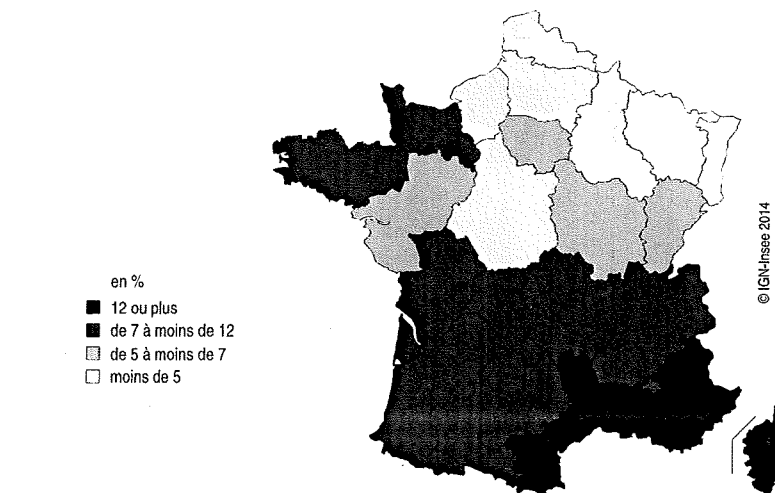 en %
12 ou plus
de 7 à moins de 12
de 5 à moins de 7
moins de 5
© IGN-Insee 2014